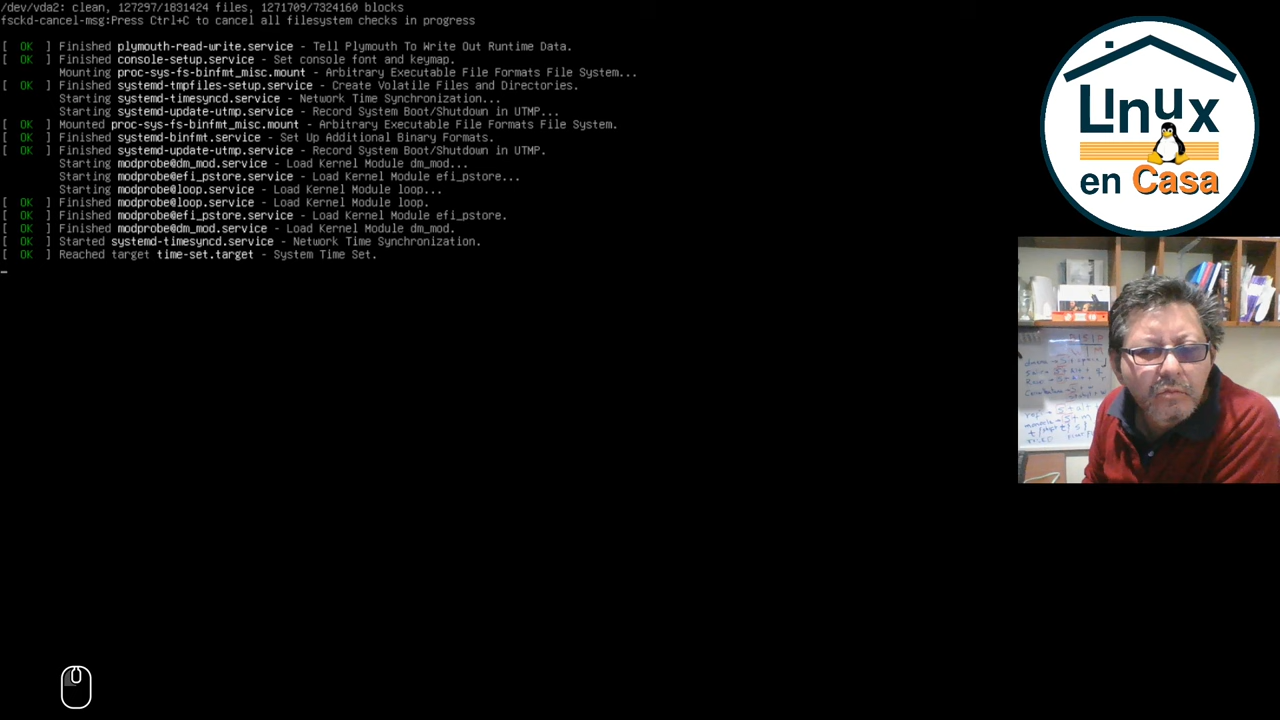 /dev/vda2: clean, 127297/1831424 files, 1271709/7324160 blocks
fsckd-cancel-msg:Press Ctrl+C to cancel all filesystem checks in progress
[  OK  ] Finished plymouth-read-write.service - Tell Plymouth To Write Out Runtime Data.
[  OK  ] Finished console-setup.service - Set console font and keymap.
Mounting proc-sys-fs-binfmt_misc.mount - Arbitrary Executable File Formats File System...
[  OK  ] Finished systemd-tmpfiles-setup.service - Create Volatile Files and Directories.
Starting systemd-timesyncd.service - Network Time Synchronization...
Starting systemd-update-utmp.service - Record System Boot/Shutdown in UTMP...
[  OK  ] Mounted proc-sys-fs-binfmt_misc.mount - Arbitrary Executable File Formats File System.
[  OK  ] Finished systemd-binfmt.service - Set Up Additional Binary Formats.
[  OK  ] Finished systemd-update-utmp.service - Record System Boot/Shutdown in UTMP.
Starting modprobe@dm_mod.service - Load Kernel Module dm_mod...
Starting modprobe@efi_pstore.service - Load Kernel Module efi_pstore...
Starting modprobe@loop.service - Load Kernel Module loop...
[  OK  ] Finished modprobe@loop.service - Load Kernel Module loop.
[  OK  ] Finished modprobe@efi_pstore.service - Load Kernel Module efi_pstore.
[  OK  ] Finished modprobe@dm_mod.service - Load Kernel Module dm_mod.
[  OK  ] Started systemd-timesyncd.service - Network Time Synchronization.
[  OK  ] Reached target time-set.target - System Time Set.
Linux
en Casa